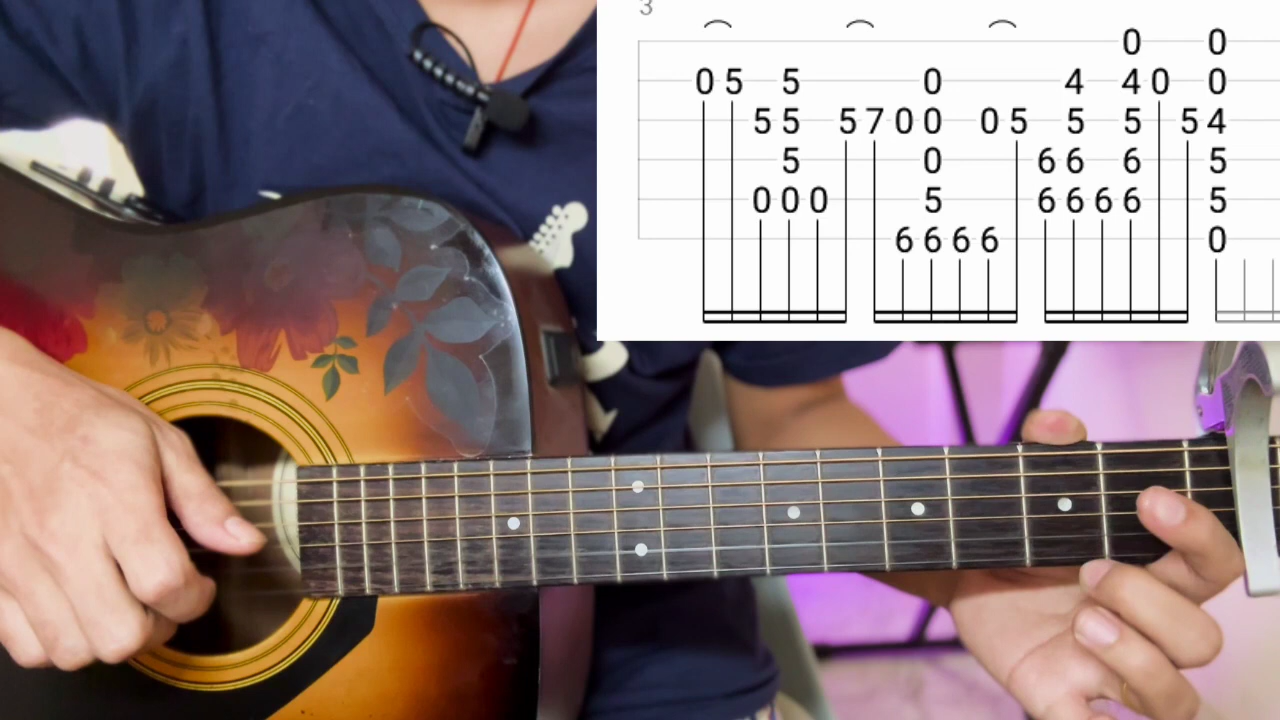 3
0 0
0 5 5 0 4 4 0 0
5 5 5 7 0 0 0 5 5 5 5 4
5 0 6 6 6 5
0 0 0 5 6 6 6 6 5
6 6 6 6 0